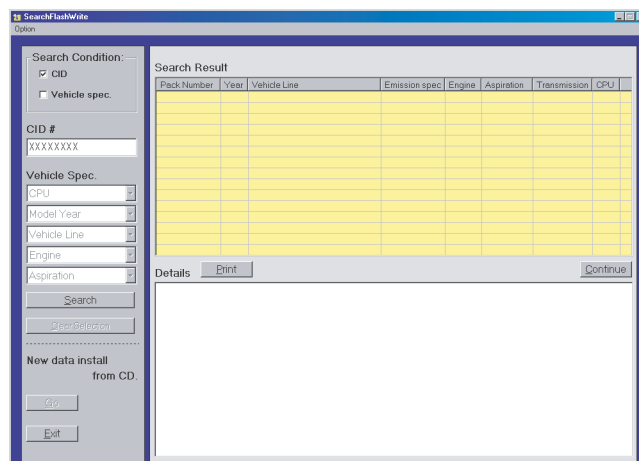 SearchFlashWrite
Option
Search Condition:
CID
Vehicle spec.
CID #
XXXXXXXX
Vehicle Spec.
CPU
Model Year
Vehicle Line
Engine
Aspiration
Search
Clear Selection
New data install
from CD.
Go
Exit
Search Result
Pack Number Year Vehicle Line Emission spec Engine Aspiration Transmission CPU
Details Print Continue